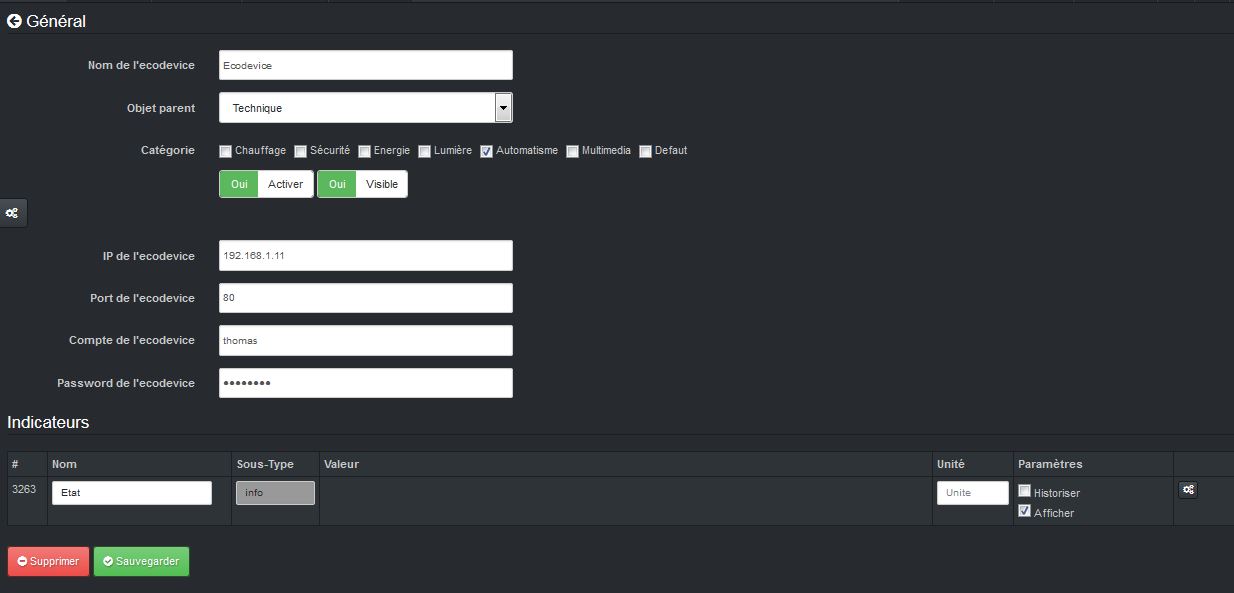 Général
Nom de l'ecodevice Ecodevice
Objet parent Technique
Catégorie Chauffage Sécurité Energie Lumière Automatisme Multimedia Defaut
Oui Activer Oui Visible
IP de l'ecodevice 192.168.1.11
Port de l'ecodevice 80
Compte de l'ecodevice thomas
Password de l'ecodevice ••••••••
Indicateurs
# Nom Sous-Type Valeur Unité Paramètres
3263 Etat info Unite Historiser
Afficher
Supprimer Sauvegarder